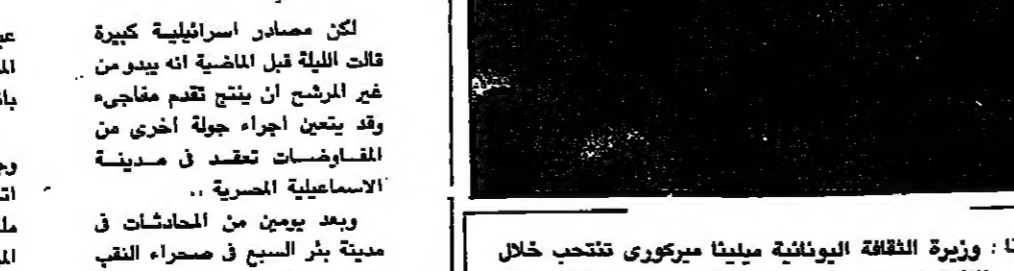 لكن مصادر اسرائيلية كبيرة
قالت الليلة قبل الماضية انه يبدو من
غير المرشح ان ينتج تقدم مفاجىء
وقد يتعين اجراء جولة أخرى من
المفاوضات تعقد فى مدينة
الاسماعيلية المصرية ..
وبعد يومين من المحادثات فى
مدينة بئر السبع فى صحراء النقب
: وزيرة الثقافة اليونانية ميلينا ميركورى تنتحب خلال